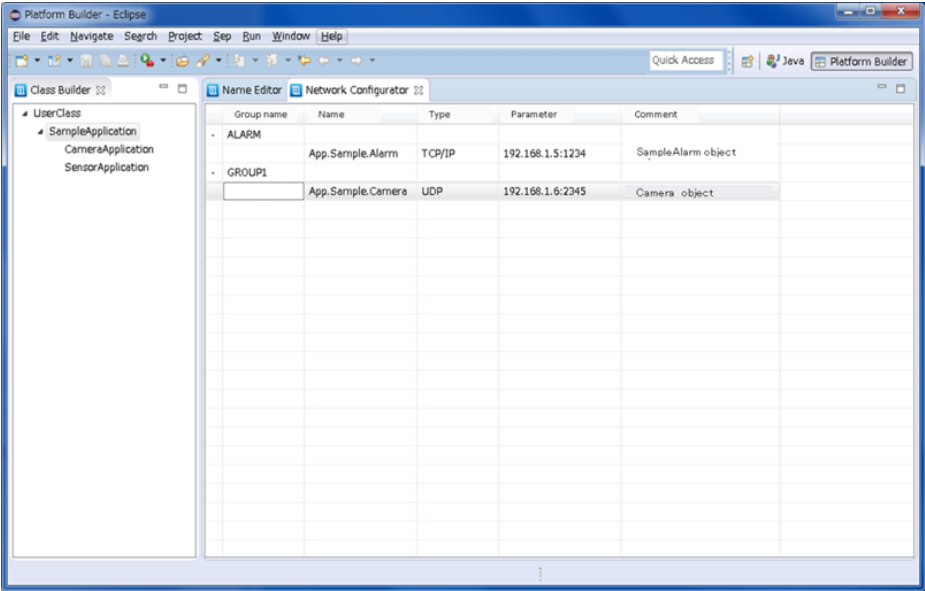 Platform Builder - Eclipse
File Edit Navigate Search Project Sep Run Window Help
Quick Access Java Platform Builder
Class Builder Name Editor Network Configurator
UserClass
SampleApplication
CameraApplication
SensorApplication
Group name Name Type Parameter Comment
- ALARM
App.Sample.Alarm TCP/IP 192.168.1.5:1234 SampleAlarm object
- GROUP1
App.Sample.Camera UDP 192.168.1.6:2345 Camera object